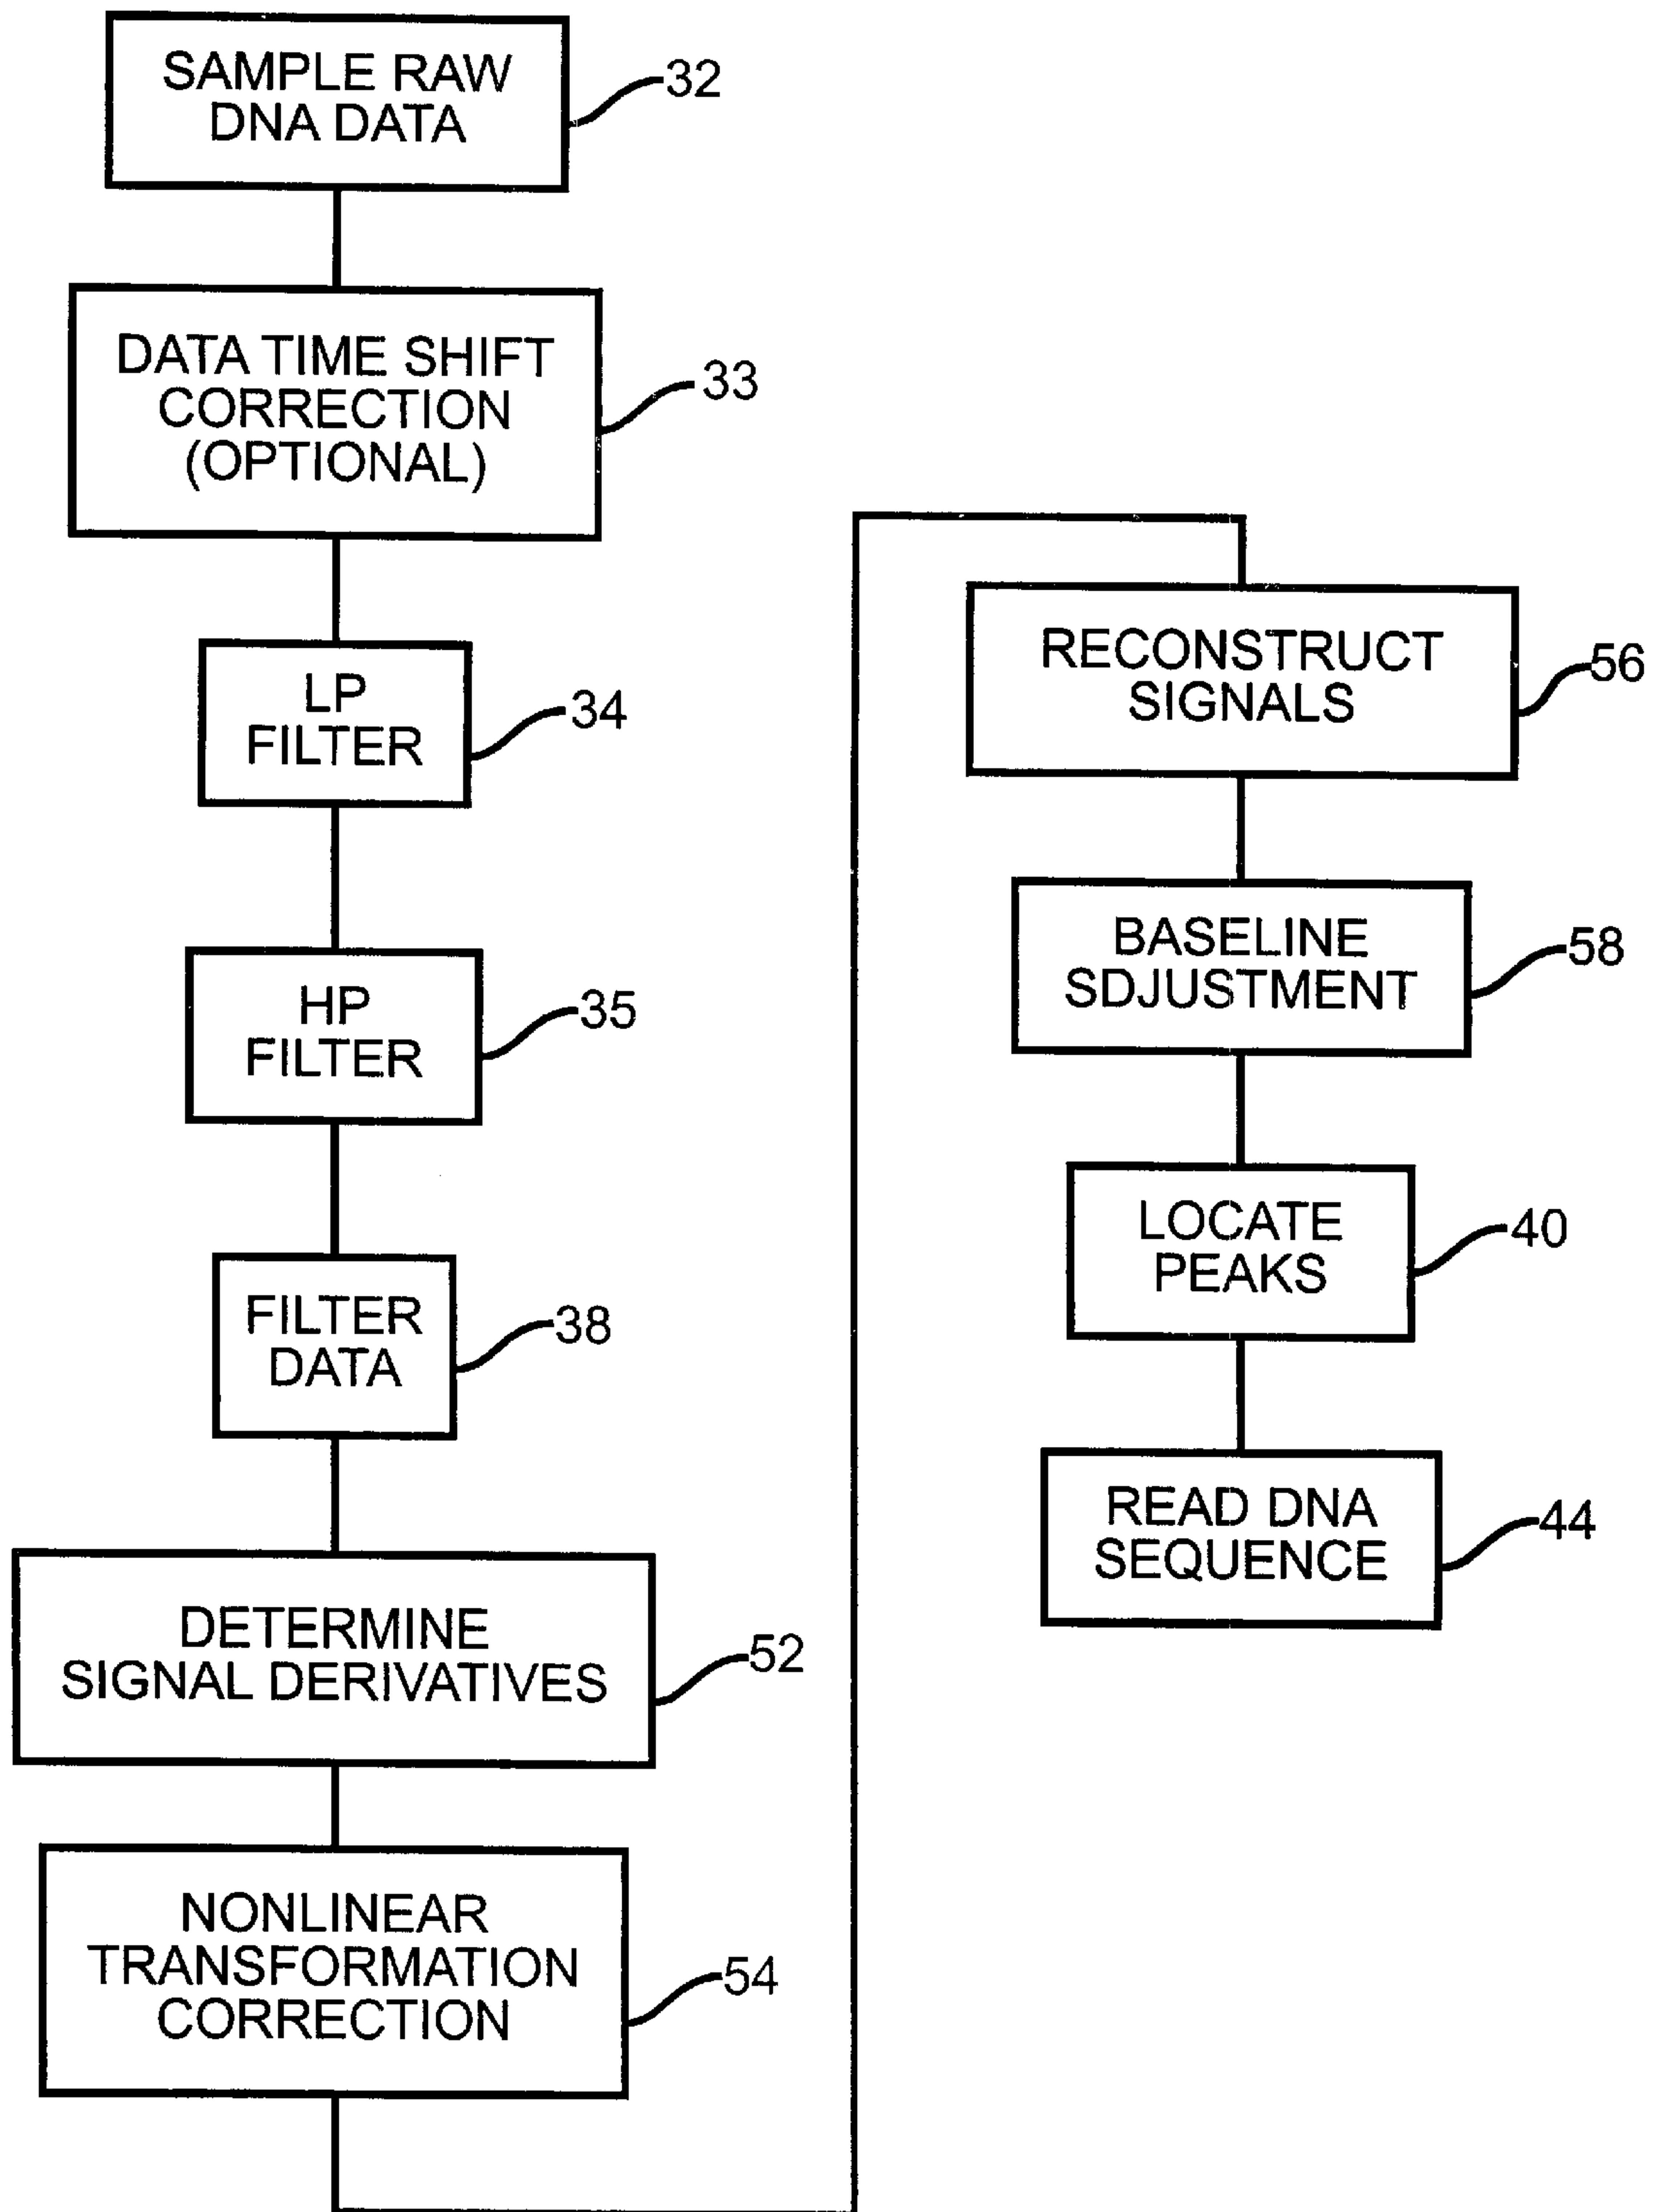 SAMPLE RAW
DNA DATA
32
DATA TIME SHIFT
CORRECTION
(OPTIONAL)
33
LP
FILTER
34
HP
FILTER
35
FILTER
DATA
38
DETERMINE
SIGNAL DERIVATIVES
52
NONLINEAR
TRANSFORMATION
CORRECTION
54
RECONSTRUCT
SIGNALS
56
BASELINE
SDJUSTMENT
58
LOCATE
PEAKS
40
READ DNA
SEQUENCE
44